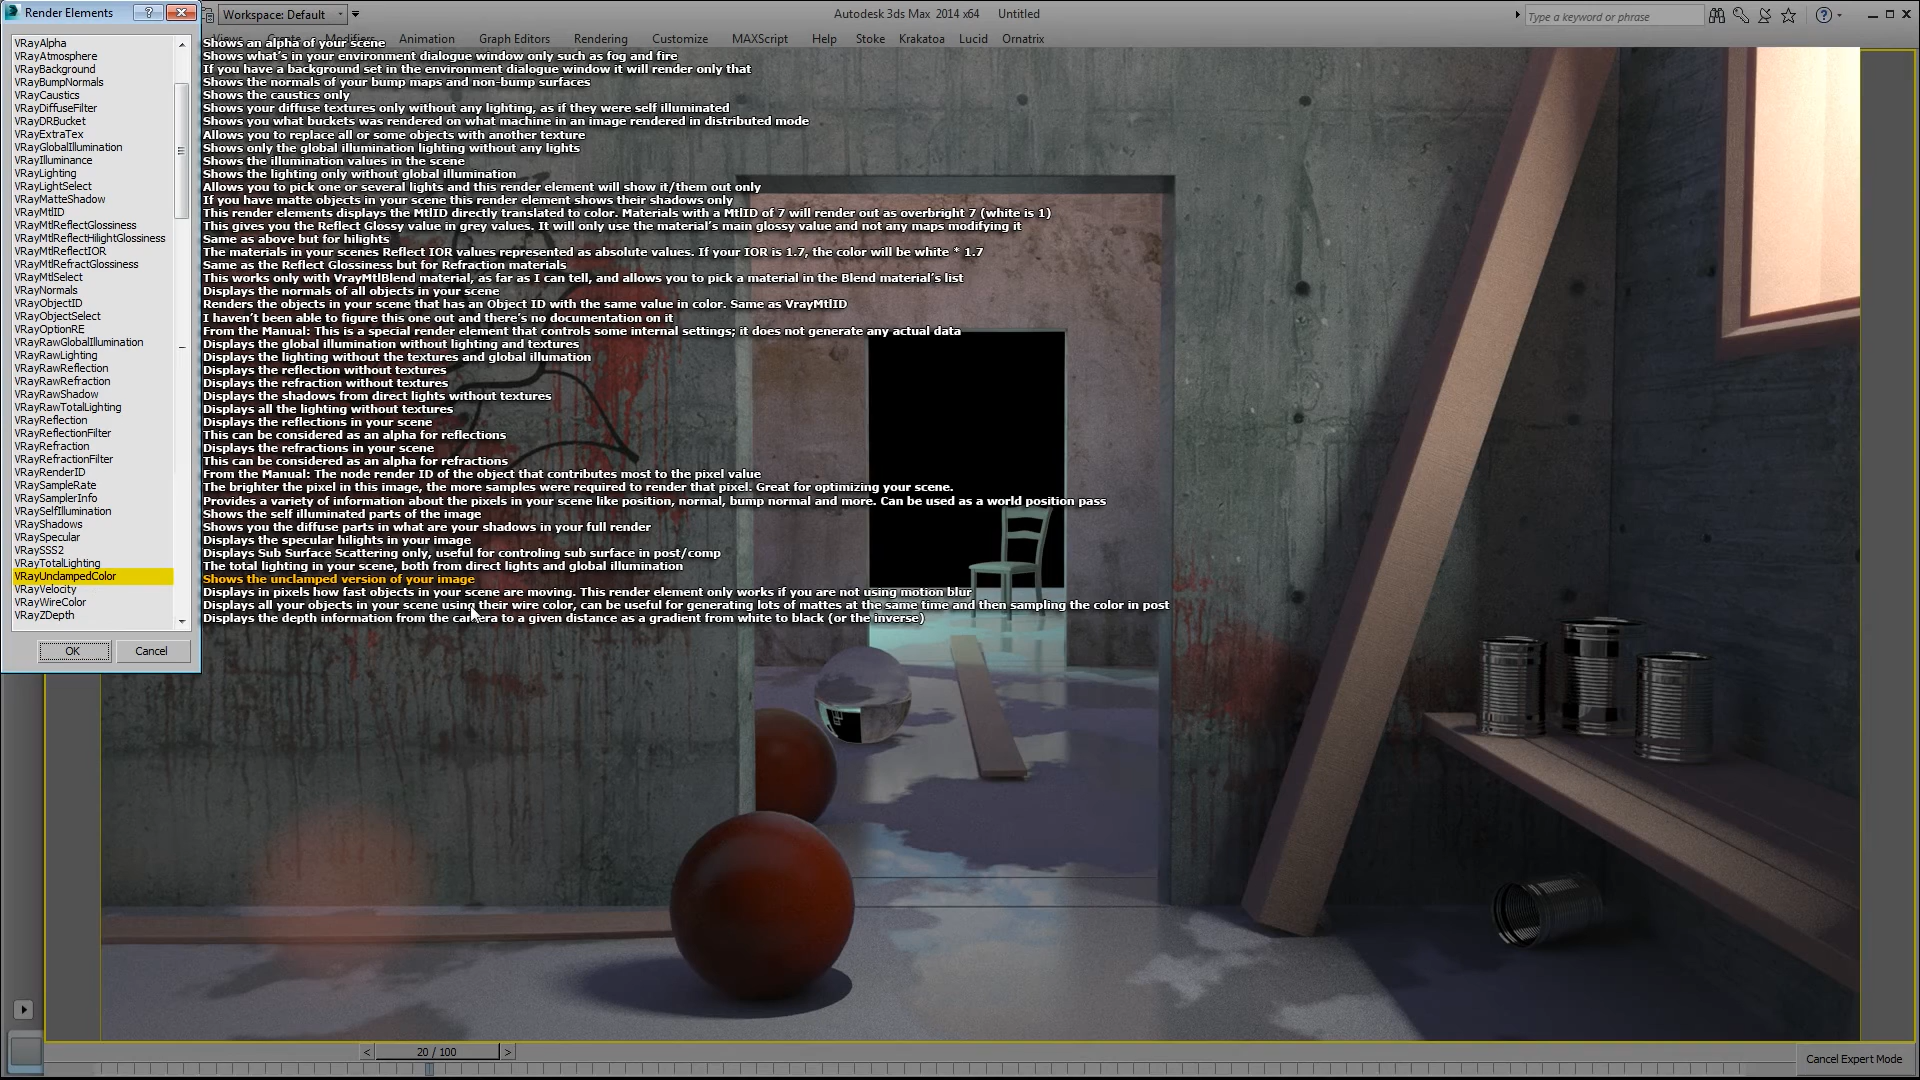 Render Elements
Workspace: Default
Autodesk 3ds Max 2014 x64 Untitled
Type a keyword or phrase
Animation Graph Editors Rendering Customize MAXScript Help Stoke Krakatoa Lucid Ornatrix
VRayAlpha Shows an alpha of your scene
VRayAtmosphere Shows what's in your environment dialogue window only such as fog and fire
VRayBackground If you have a background set in the environment dialogue window it will render only that
VRayBumpNormals Shows the normals of your bump maps and non-bump surfaces
VRayCaustics Shows the caustics only
VRayDiffuseFilter Shows your diffuse textures only without any lighting, as if they were self illuminated
VRayDRBucket Shows you what buckets was rendered on what machine in an image rendered in distributed mode
VRayExtraTex Allows you to replace all or some objects with another texture
VRayGlobalIllumination Shows only the global illumination lighting without any lights
VRayIlluminance Shows the illumination values in the scene
VRayLighting Shows the lighting only without global illumination
VRayLightSelect Allows you to pick one or several lights and this render element will show it/them out only
VRayMatteShadow If you have matte objects in your scene this render element shows their shadows only
VRayMtlID This render elements displays the MtlID directly translated to color. Materials with a MtlID of 7 will render out as overbright 7 (white is 1)
VRayMtlReflectGlossiness This gives you the Reflect Glossy value in grey values. It will only use the material's main glossy value and not any maps modifying it
VRayMtlReflectHilightGlossiness Same as above but for hilights
VRayMtlReflectIOR The materials in your scenes Reflect IOR values represented as absolute values. If your IOR is 1.7, the color will be white * 1.7
VRayMtlRefractGlossiness Same as the Reflect Glossiness but for Refraction materials
VRayMtlSelect This works only with VrayMtlBlend material, as far as I can tell, and allows you to pick a material in the Blend material's list
VRayNormals Displays the normals of all objects in your scene
VRayObjectID Renders the objects in your scene that has an Object ID with the same value in color. Same as VrayMtlID
VRayObjectSelect I haven't been able to figure this one out and there's no documentation on it
VRayOptionRE From the Manual: This is a special render element that controls some internal settings; it does not generate any actual data
VRayRawGlobalIllumination Displays the global illumination without lighting and textures
VRayRawLighting Displays the lighting without the textures and global illumation
VRayRawReflection Displays the reflection without textures
VRayRawRefraction Displays the refraction without textures
VRayRawShadow Displays the shadows from direct lights without textures
VRayRawTotalLighting Displays all the lighting without textures
VRayReflection Displays the reflections in your scene
VRayReflectionFilter This can be considered as an alpha for reflections
VRayRefraction Displays the refractions in your scene
VRayRefractionFilter This can be considered as an alpha for refractions
VRayRenderID From the Manual: The node render ID of the object that contributes most to the pixel value
VRaySampleRate The brighter the pixel in this image, the more samples were required to render that pixel. Great for optimizing your scene.
VRaySamplerInfo Provides a variety of information about the pixels in your scene like position, normal, bump normal and more. Can be used as a world position pass
VRaySelfIllumination Shows the self illuminated parts of the image
VRayShadows Shows you the diffuse parts in what are your shadows in your full render
VRaySpecular Displays the specular hilights in your image
VRaySSS2 Displays Sub Surface Scattering only, useful for controling sub surface in post/comp
VRayTotalLighting The total lighting in your scene, both from direct lights and global illumination
VRayUnclampedColor Shows the unclamped version of your image
VRayVelocity Displays in pixels how fast objects in your scene are moving. This render element only works if you are not using motion blur
VRayWireColor Displays all your objects in your scene using their wire color, can be useful for generating lots of mattes at the same time and then sampling the color in post
VRayZDepth Displays the depth information from the camera to a given distance as a gradient from white to black (or the inverse)
OK Cancel
< 20 / 100 >
Cancel Expert Mode